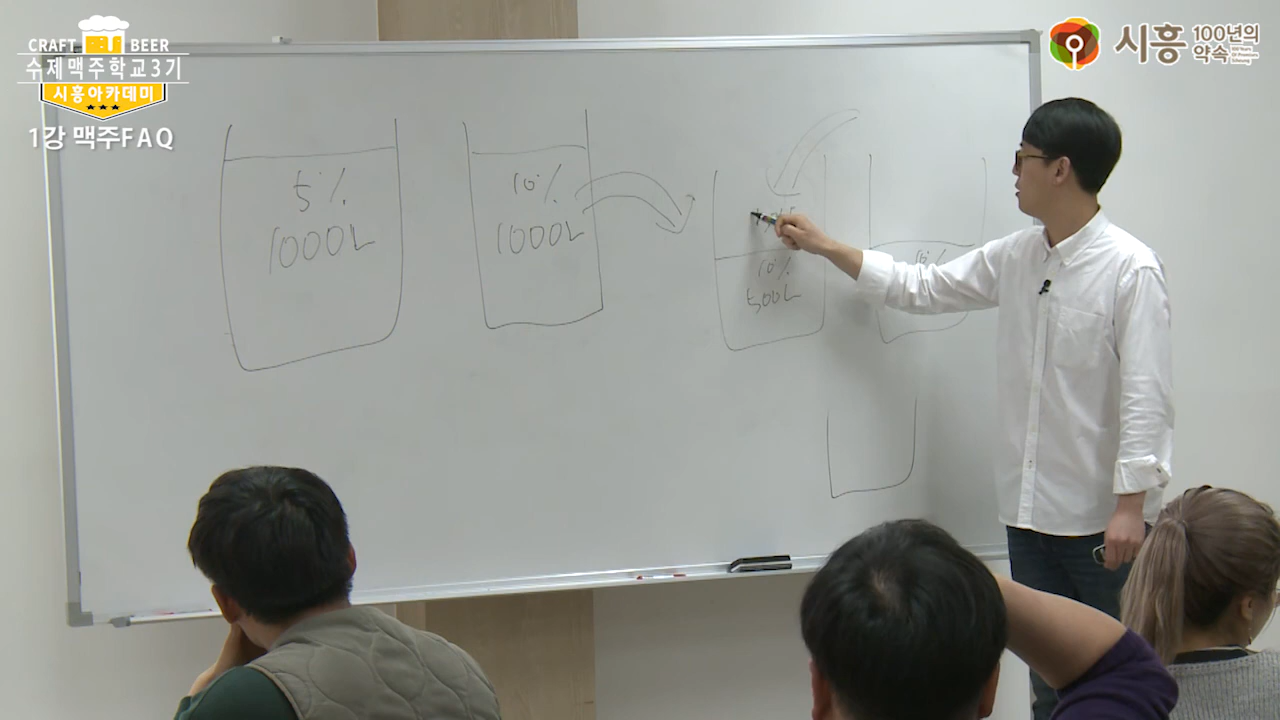 CRAFT BEER
수제맥주학교3기
시흥아카데미
1강 맥주FAQ
시흥 100년의 약속
5%
1000L
10%
1000L
10%
500L
10%